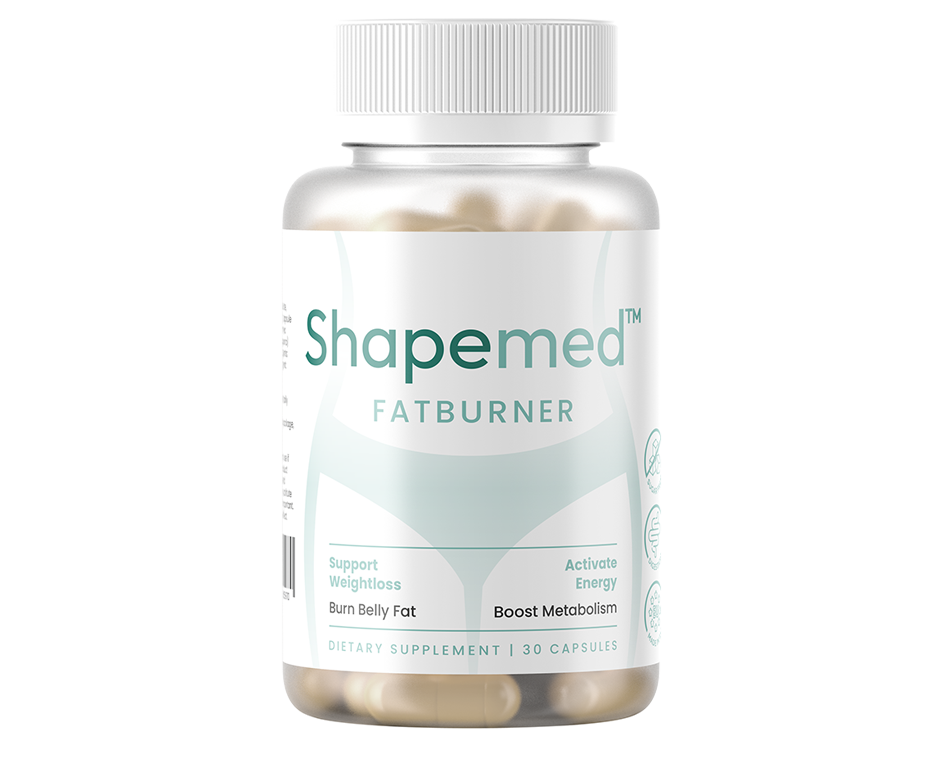 Shapemed™
FATBURNER
Support
Weightloss
Burn Belly Fat
Activate
Energy
Boost Metabolism
DIETARY SUPPLEMENT | 30 CAPSULES